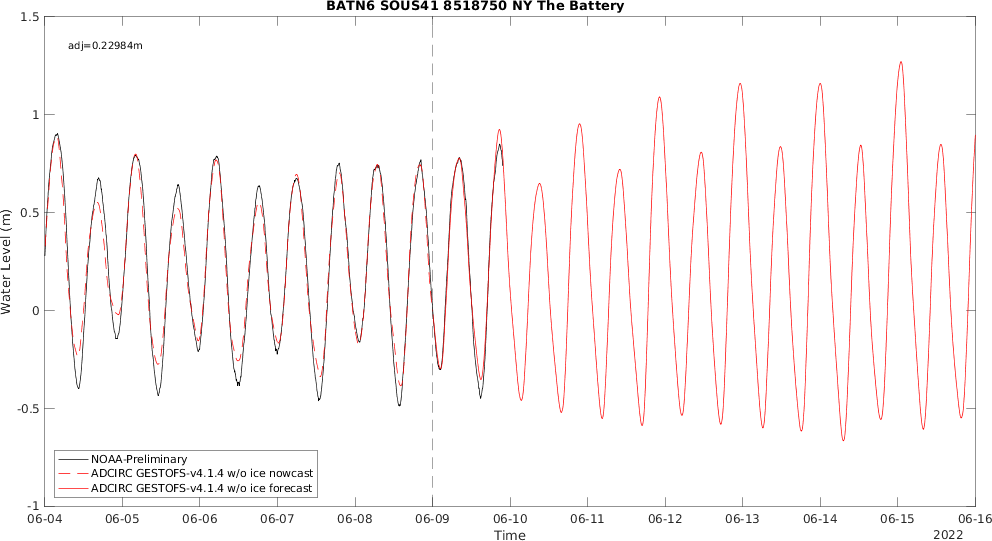 BATN6 SOUS41 8518750 NY The Battery
adj=0.22984m
1.5
1
0.5
0
-0.5
-1
Water Level (m)
NOAA-Preliminary
ADCIRC GESTOFS-v4.1.4 w/o ice nowcast
ADCIRC GESTOFS-v4.1.4 w/o ice forecast
06-04 06-05 06-06 06-07 06-08 06-09 06-10 06-11 06-12 06-13 06-14 06-15 06-16
Time
2022